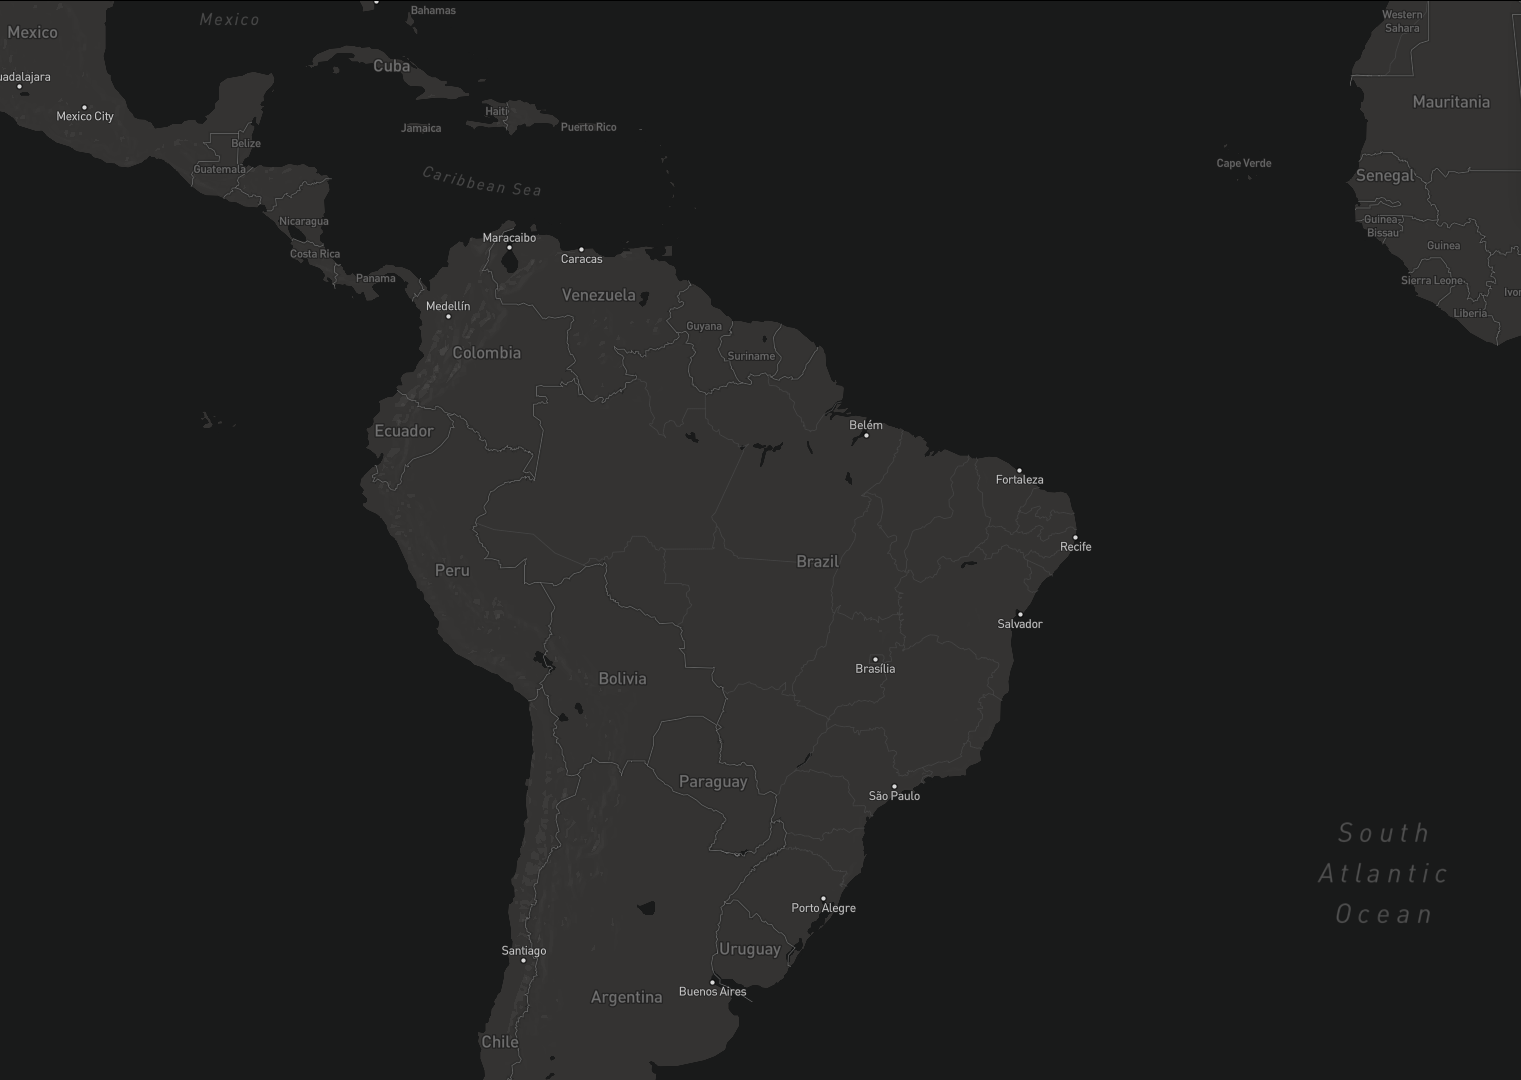 Mexico
Bahamas
Western
Sahara
Mexico
Cuba
uadalajara
Mauritania
Mexico City
Haiti
Jamaica
Puerto Rico
Belize
Cape Verde
Guatemala
Senegal
Caribbean Sea
Nicaragua
Guinea-
Bissau
Maracaibo
Guinea
Costa Rica
Caracas
Panama
Sierra Leone
Venezuela
Ivor
Medellín
Liberia
Guyana
Colombia
Suriname
Belém
Ecuador
Fortaleza
Recife
Brazil
Peru
Salvador
Brasília
Bolivia
Paraguay
São Paulo
South
Atlantic
Ocean
Porto Alegre
Santiago
Uruguay
Buenos Aires
Argentina
Chile